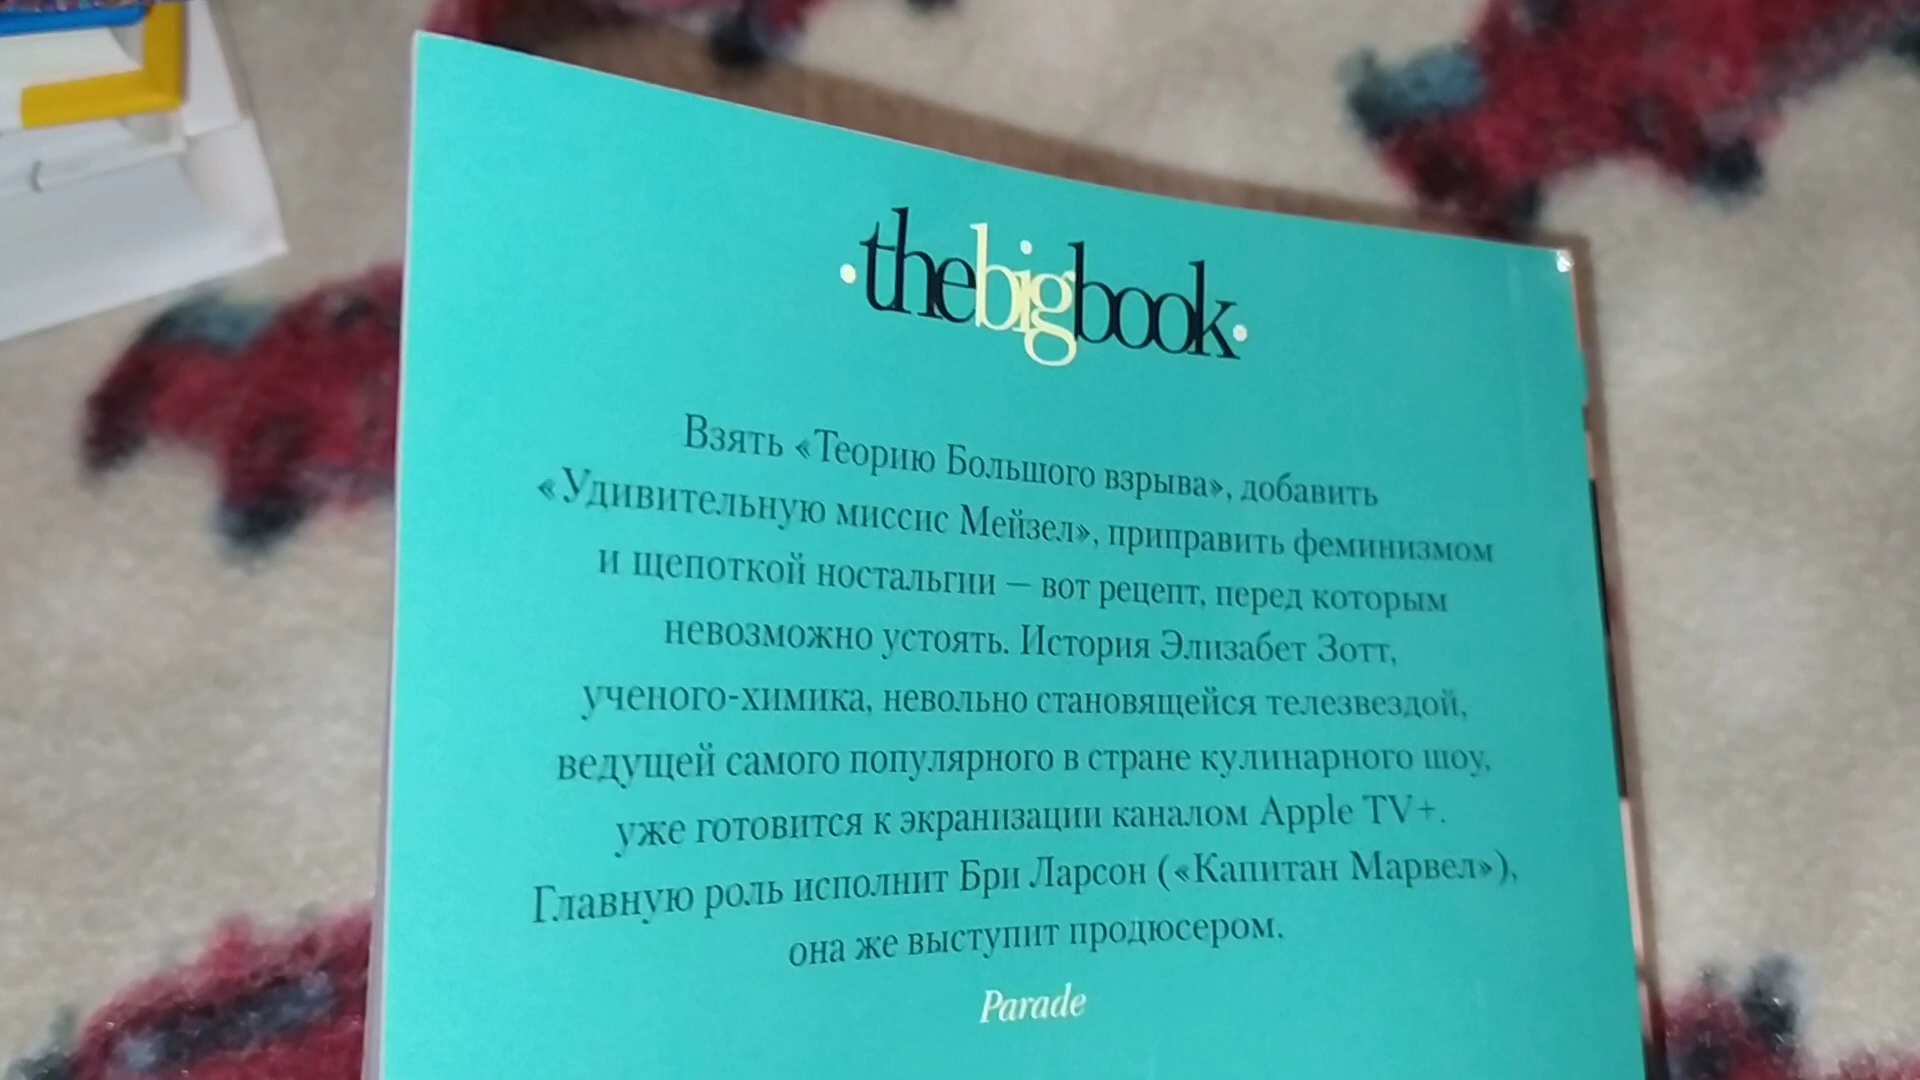 ·thebigbook·
Взять «Теорию Большого взрыва», добавить
«Удивительную миссис Мейзел», приправить феминизмом
и щепоткой ностальгии — вот рецепт, перед которым
невозможно устоять. История Элизабет Зотт,
ученого-химика, невольно становящейся телезвездой,
ведущей самого популярного в стране кулинарного шоу,
уже готовится к экранизации каналом Apple TV+.
Главную роль исполнит Бри Ларсон («Капитан Марвел»),
она же выступит продюсером.
Parade